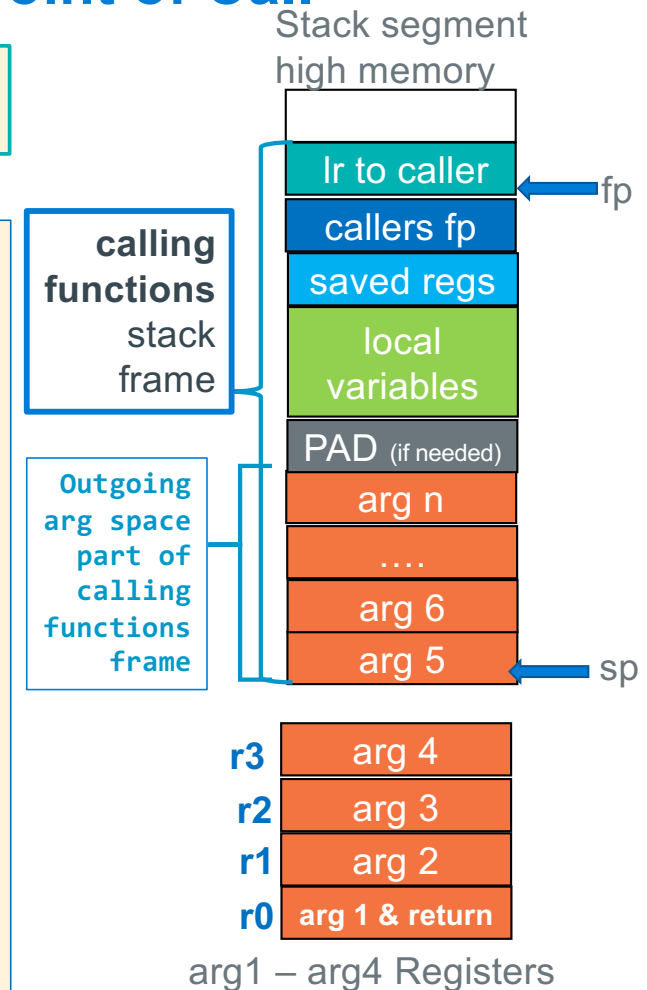 Stack segment
high memory
lr to caller
fp
callers fp
saved regs
local
variables
calling
functions
stack
frame
PAD (if needed)
arg n
....
arg 6
arg 5
sp
Outgoing
arg space
part of
calling
functions
frame
r3 arg 4
r2 arg 3
r1 arg 2
r0 arg 1 & return
arg1 – arg4 Registers